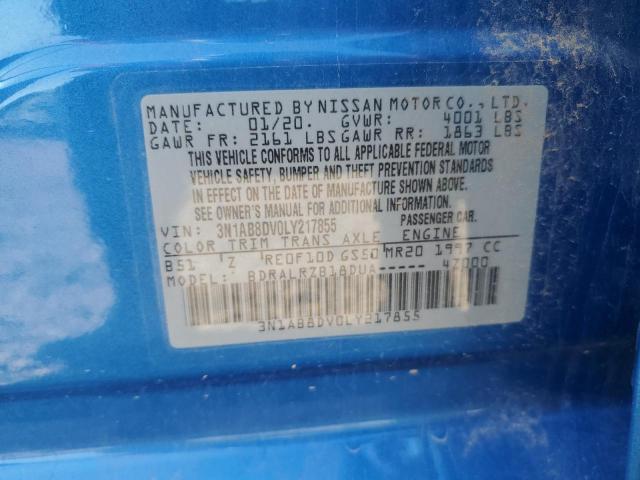 MANUFACTURED BY NISSAN MOTOR CO., LTD.
DATE: 01/20. GVWR: 4001 LBS
GAWR FR: 2161 LBS GAWR RR: 1863 LBS
THIS VEHICLE CONFORMS TO ALL APPLICABLE FEDERAL MOTOR
VEHICLE SAFETY, BUMPER AND THEFT PREVENTION STANDARDS
IN EFFECT ON THE DATE OF MANUFACTURE SHOWN ABOVE.
SEE OWNER'S MANUAL FOR ADDITIONAL INFORMATION.
VIN: 3N1AB8DV0LY217855 PASSENGER CAR.
COLOR TRIM TRANS AXLE ENGINE
B51 Z RE0F10D GS50 MR20 1997 CC
MODEL: BDRALRZB18DUA----- 47000
3N1AB8DV0LY217855